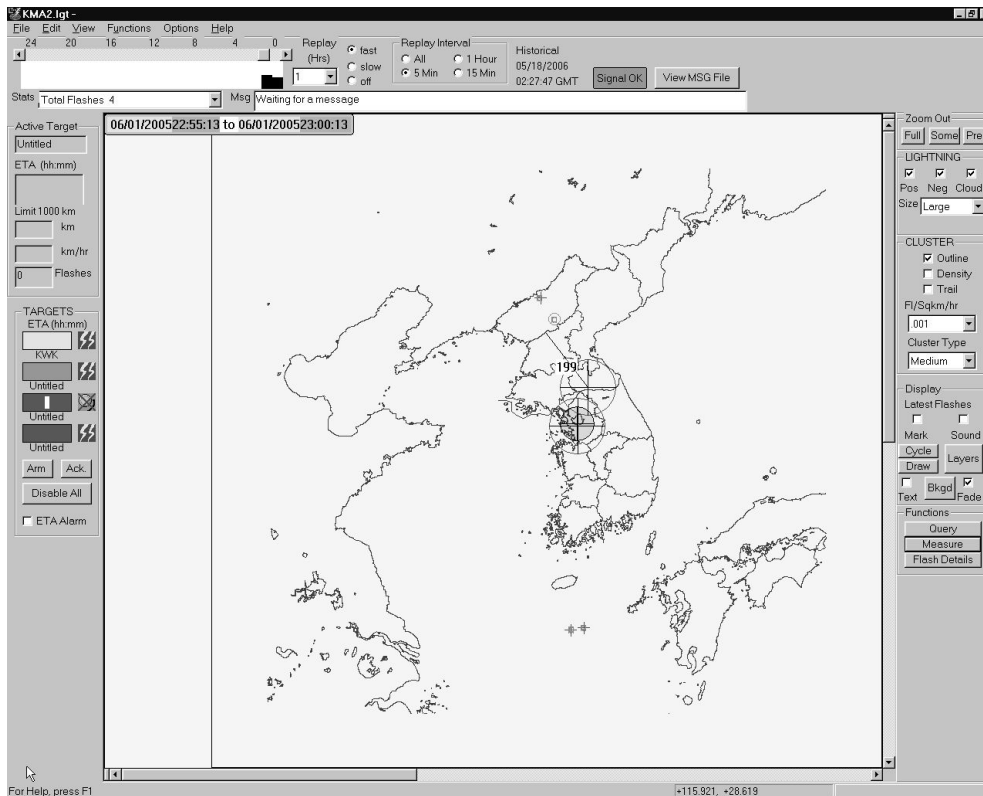 KMA2.lgt -
File Edit View Functions Options Help
24 20 16 12 8 4 0
Replay (Hrs)
1
fast
slow
off
Replay Interval
All
1 Hour
5 Min
15 Min
Historical
05/18/2006
02:27:47 GMT
Signal OK
View MSG File
Stats Total Flashes 4
Msg Waiting for a message
06/01/200522:55:13 to 06/01/200523:00:13
Active Target
Untitled
ETA (hh:mm)
Limit 1000 km
km
km/hr
0 Flashes
TARGETS
ETA (hh:mm)
KWK
Untitled
Untitled
Untitled
Arm Ack.
Disable All
ETA Alarm
199
Zoom Out
Full Some Pre
LIGHTNING
Pos Neg Cloud
Size Large
CLUSTER
Outline
Density
Trail
Fl/Sqkm/hr
.001
Cluster Type
Medium
Display
Latest Flashes
Mark Sound
Cycle
Draw
Layers
Text Bkgd Fade
Functions
Query
Measure
Flash Details
For Help, press F1
+115.921, +28.619